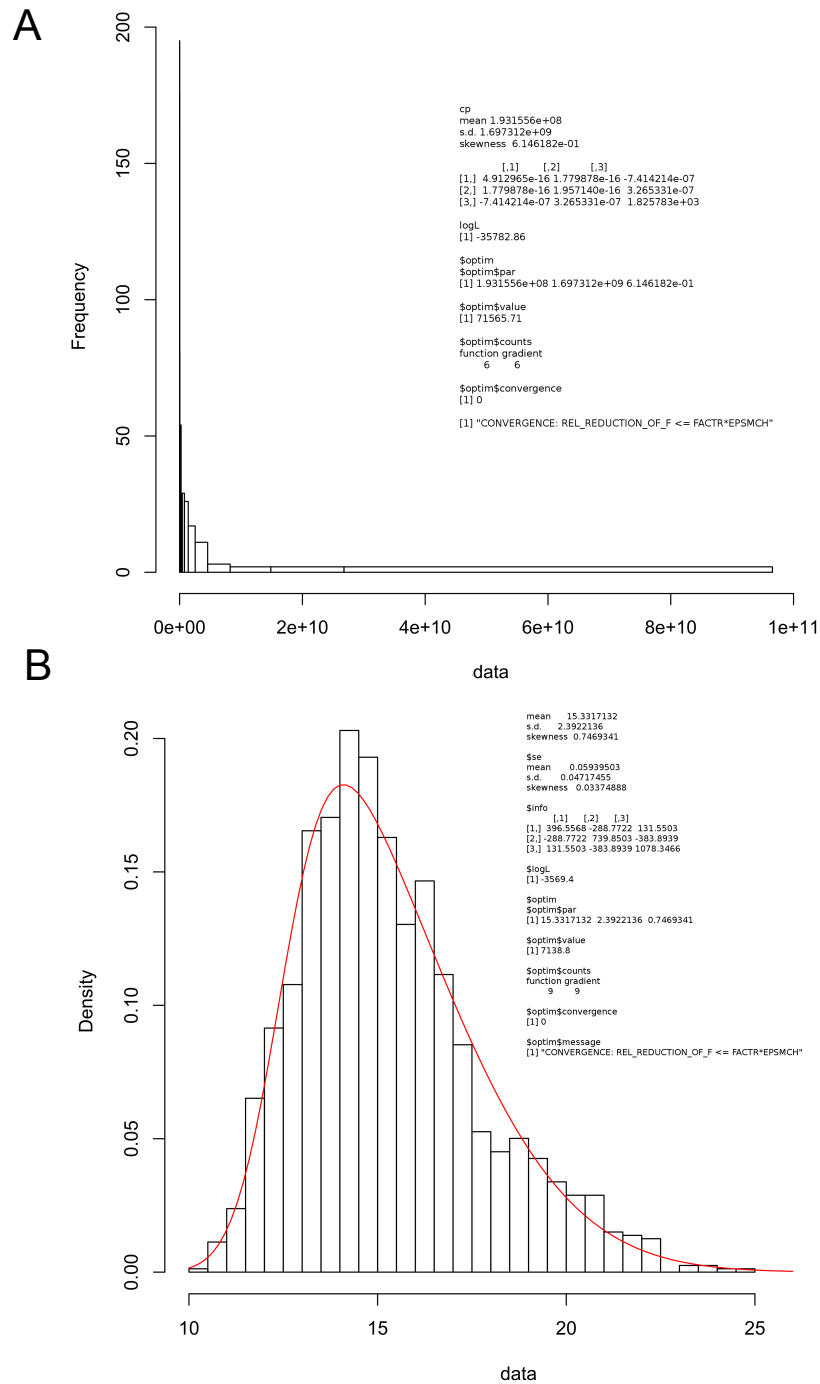 A
200
150
100
50
0
Frequency
cp
mean 1.931556e+08
s.d. 1.697312e+09
skewness 6.146182e-01
[,1] [,2] [,3]
[1,] 4.912965e-16 1.779878e-16 -7.414214e-07
[2,] 1.779878e-16 1.957140e-16 3.265331e-07
[3,] -7.414214e-07 3.265331e-07 1.825783e+03
logL
[1] -35782.86
$optim
$optim$par
[1] 1.931556e+08 1.697312e+09 6.146182e-01
$optim$value
[1] 71565.71
$optim$counts
function gradient
6 6
$optim$convergence
[1] 0
[1] "CONVERGENCE: REL_REDUCTION_OF_F <= FACTR*EPSMCH"
0e+00 2e+10 4e+10 6e+10 8e+10 1e+11
data
B
0.20
0.15
0.10
0.05
0.00
Density
mean 15.3317132
s.d. 2.3922136
skewness 0.7469341
$se
mean 0.05939503
s.d. 0.04717455
skewness 0.03374888
$info
[,1] [,2] [,3]
[1,] 396.5568 -288.7722 131.5503
[2,] -288.7722 739.8503 -383.8939
[3,] 131.5503 -383.8939 1078.3466
$logL
[1] -3569.4
$optim
$optim$par
[1] 15.3317132 2.3922136 0.7469341
$optim$value
[1] 7138.8
$optim$counts
function gradient
9 9
$optim$convergence
[1] 0
$optim$message
[1] "CONVERGENCE: REL_REDUCTION_OF_F <= FACTR*EPSMCH"
10 15 20 25
data